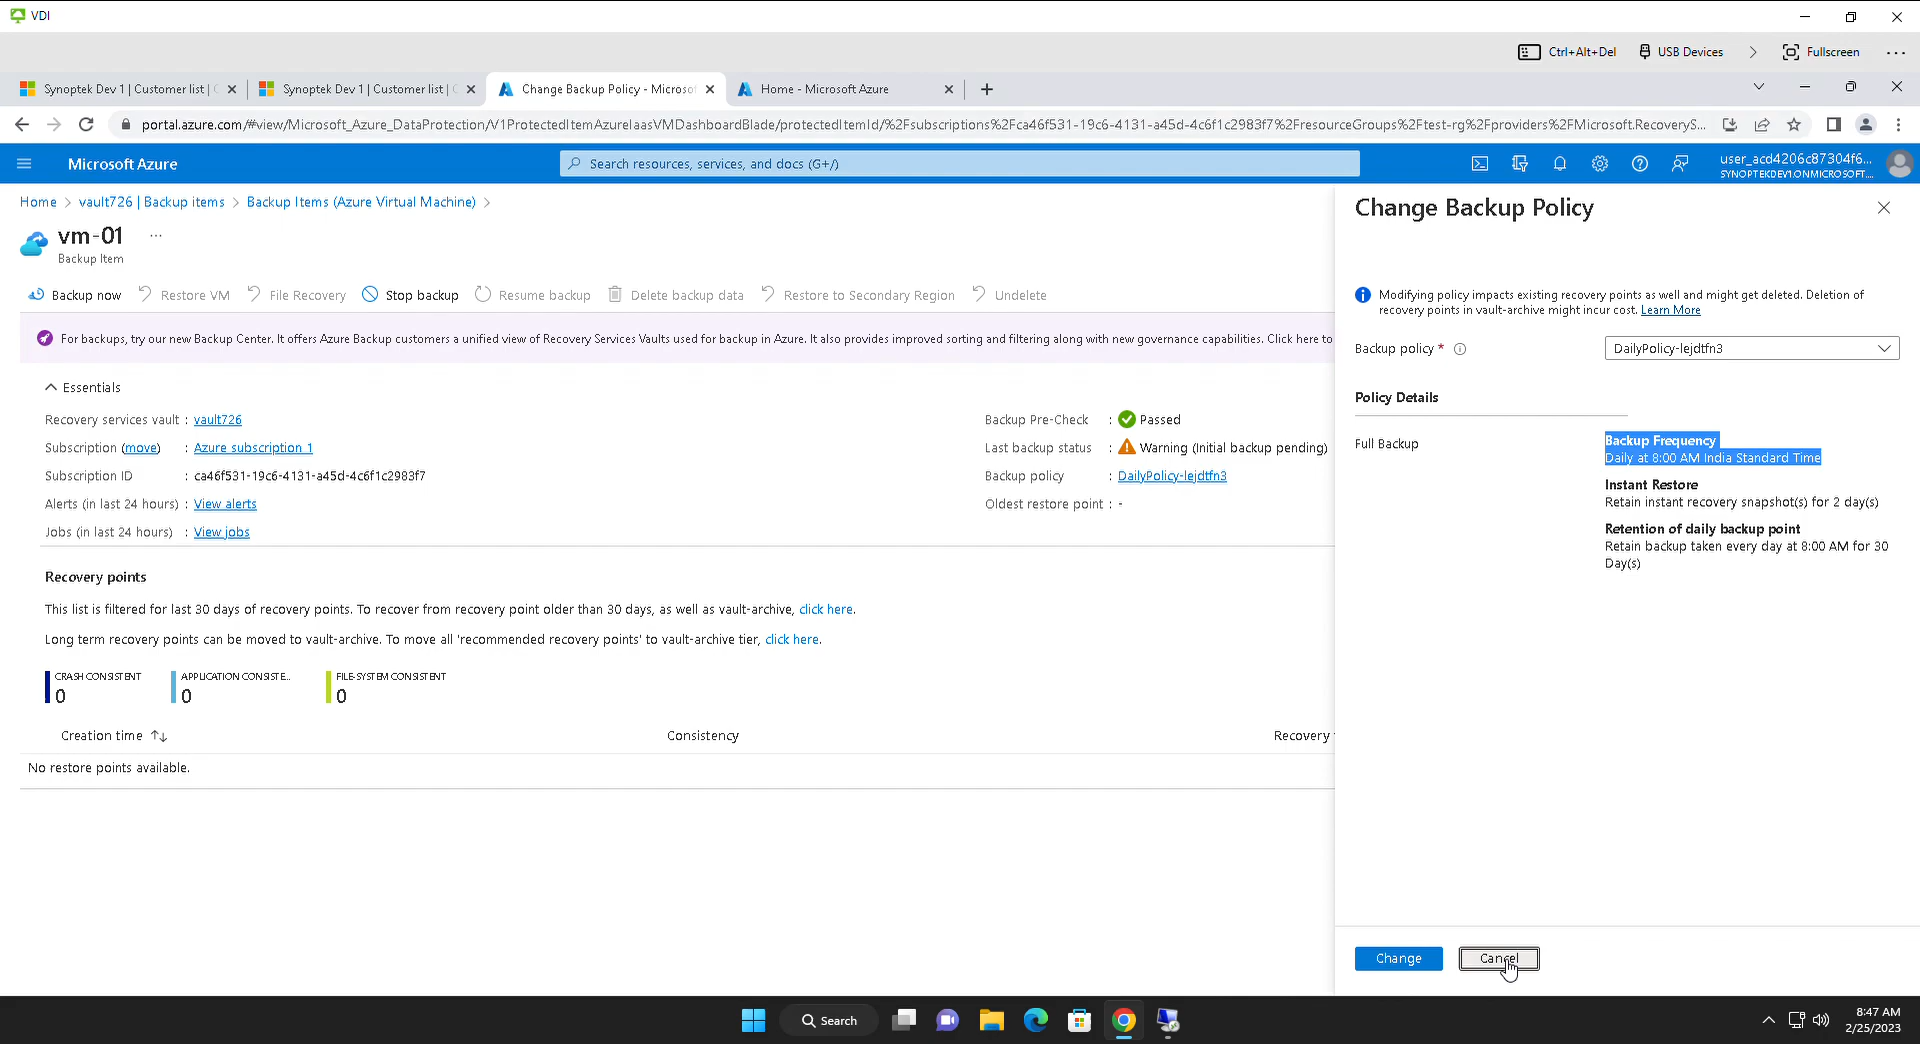 VDI
Ctrl+Alt+Del
USB Devices
Fullscreen
Synoptek Dev 1 | Customer list |
Synoptek Dev 1 | Customer list |
Change Backup Policy - Microso
Home - Microsoft Azure
portal.azure.com/#view/Microsoft_Azure_DataProtection/V1ProtectedItemAzureIaasVMDashboardBlade/protectedItemId/%2Fsubscriptions%2Fca46f531-19c6-4131-a45d-4c6f1c2983f7%2FresourceGroups%2Ftest-rg%2Fproviders%2FMicrosoft.RecoveryS...
Microsoft Azure
Search resources, services, and docs (G+/)
user_acd4206c87304f6...
SYNOPTEKDEV1.ONMICROSOFT....
Home > vault726 | Backup items > Backup Items (Azure Virtual Machine) >
vm-01 ...
Backup Item
Backup now
Restore VM
File Recovery
Stop backup
Resume backup
Delete backup data
Restore to Secondary Region
Undelete
For backups, try our new Backup Center. It offers Azure Backup customers a unified view of Recovery Services Vaults used for backup in Azure. It also provides improved sorting and filtering along with new governance capabilities. Click here to
Essentials
Recovery services vault : vault726
Subscription (move) : Azure subscription 1
Subscription ID : ca46f531-19c6-4131-a45d-4c6f1c2983f7
Alerts (in last 24 hours) : View alerts
Jobs (in last 24 hours) : View jobs
Backup Pre-Check : Passed
Last backup status : Warning (Initial backup pending)
Backup policy : DailyPolicy-lejdtfn3
Oldest restore point : -
Recovery points
This list is filtered for last 30 days of recovery points. To recover from recovery point older than 30 days, as well as vault-archive, click here.
Long term recovery points can be moved to vault-archive. To move all 'recommended recovery points' to vault-archive tier, click here.
CRASH CONSISTENT
0
APPLICATION CONSISTE...
0
FILE-SYSTEM CONSISTENT
0
Creation time
Consistency
Recovery
No restore points available.
Change Backup Policy
Modifying policy impacts existing recovery points as well and might get deleted. Deletion of
recovery points in vault-archive might incur cost. Learn More
Backup policy *
DailyPolicy-lejdtfn3
Policy Details
Full Backup
Backup Frequency
Daily at 8:00 AM India Standard Time
Instant Restore
Retain instant recovery snapshot(s) for 2 day(s)
Retention of daily backup point
Retain backup taken every day at 8:00 AM for 30
Day(s)
Change
Cancel
Search
8:47 AM
2/25/2023